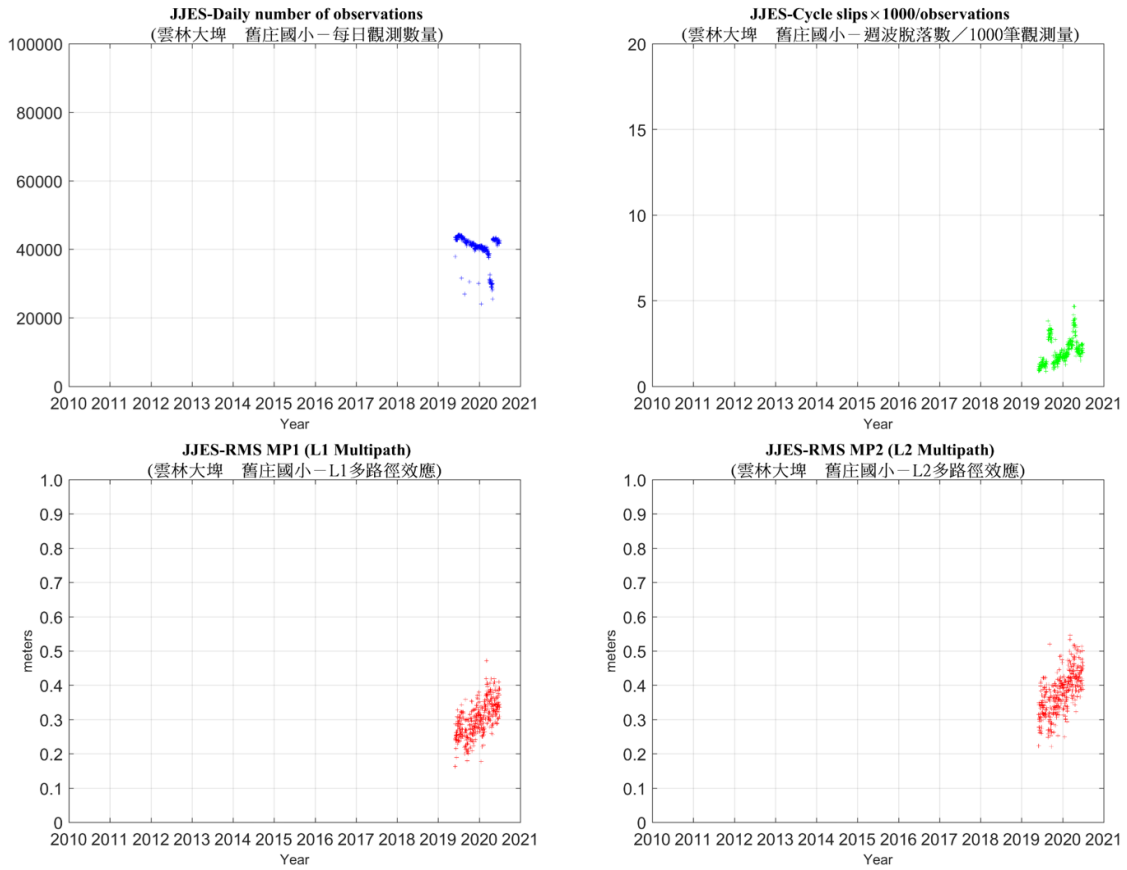 JJES-Daily number of observations
(雲林大埤　舊庄國小－每日觀測數量)
100000
80000
60000
40000
20000
0
2010 2011 2012 2013 2014 2015 2016 2017 2018 2019 2020 2021
Year
JJES-Cycle slips×1000/observations
(雲林大埤　舊庄國小－週波脫落數／1000筆觀測量)
20
15
10
5
0
2010 2011 2012 2013 2014 2015 2016 2017 2018 2019 2020 2021
Year
JJES-RMS MP1 (L1 Multipath)
(雲林大埤　舊庄國小－L1多路徑效應)
1.0
0.9
0.8
0.7
0.6
0.5
0.4
0.3
0.2
0.1
0
meters
2010 2011 2012 2013 2014 2015 2016 2017 2018 2019 2020 2021
Year
JJES-RMS MP2 (L2 Multipath)
(雲林大埤　舊庄國小－L2多路徑效應)
1.0
0.9
0.8
0.7
0.6
0.5
0.4
0.3
0.2
0.1
0
meters
2010 2011 2012 2013 2014 2015 2016 2017 2018 2019 2020 2021
Year